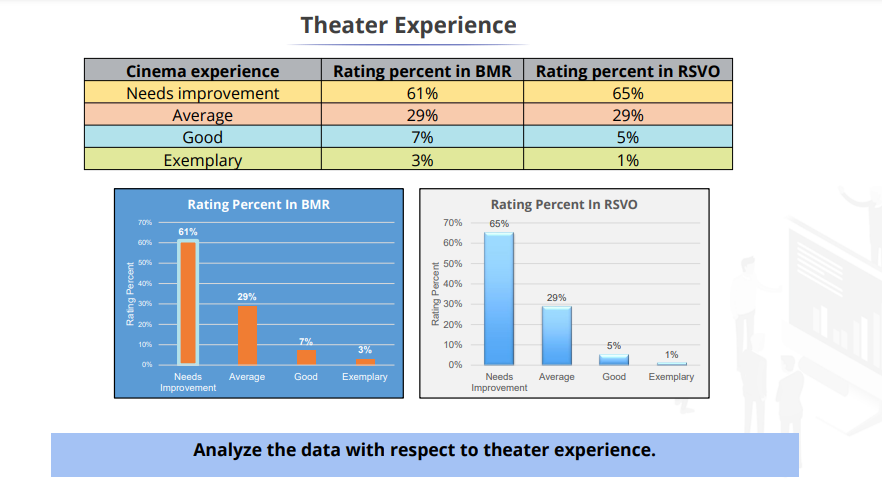 Theater Experience
Cinema experience Rating percent in BMR Rating percent in RSVO
Needs improvement 61% 65%
Average 29% 29%
Good 7% 5%
Exemplary 3% 1%
Rating Percent In BMR
Rating Percent
70%
60%
50%
40%
30%
20%
10%
0%
61%
29%
7%
3%
Needs Improvement
Average
Good
Exemplary
Rating Percent In RSVO
Rating Percent
70%
60%
50%
40%
30%
20%
10%
0%
65%
29%
5%
1%
Needs Improvement
Average
Good
Exemplary
Analyze the data with respect to theater experience.